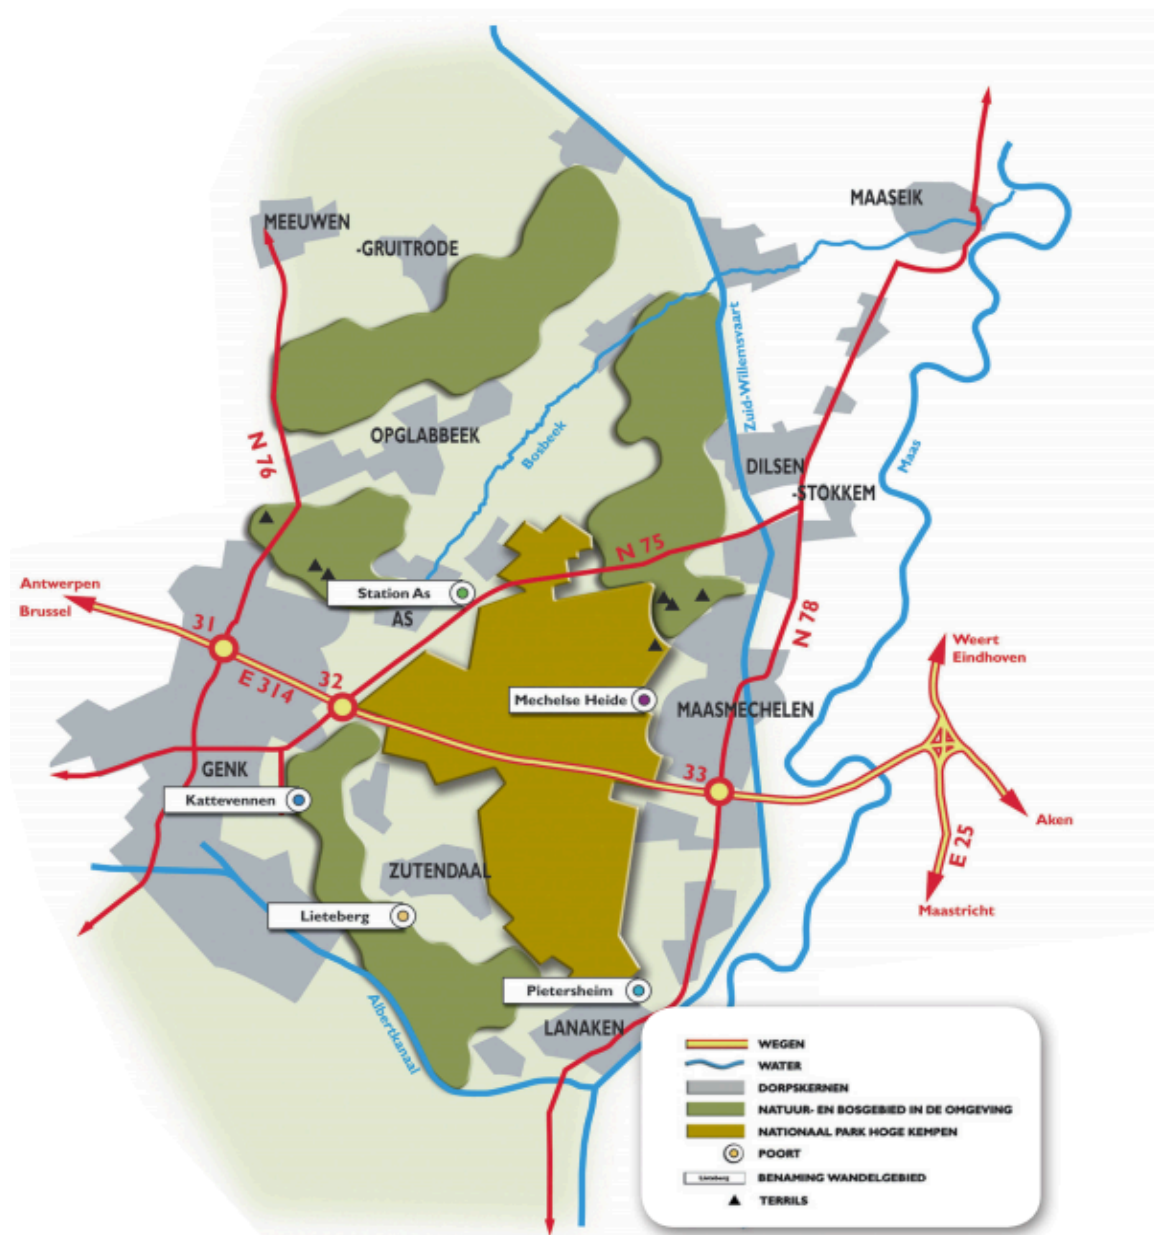 MAASEIK
MEEUWEN
-GRUITRODE
Zuid-Willemsvaart
N 76
OPGLABBEEK
Bosbeek
Maas
DILSEN
-STOKKEM
N 75
Antwerpen
Brussel
Station As
AS
31
N 78
Weert
Eindhoven
E 314
32
Mechelse Heide
MAASMECHELEN
GENK
33
Kattevennen
Aken
E 25
ZUTENDAAL
Maastricht
Lieteberg
Pietersheim
Albertkanaal
LANAKEN
WEGEN
WATER
DORPSKERNEN
NATUUR- EN BOSGEBIED IN DE OMGEVING
NATIONAAL PARK HOGE KEMPEN
POORT
Lieteberg
BENAMING WANDELGEBIED
TERRILS